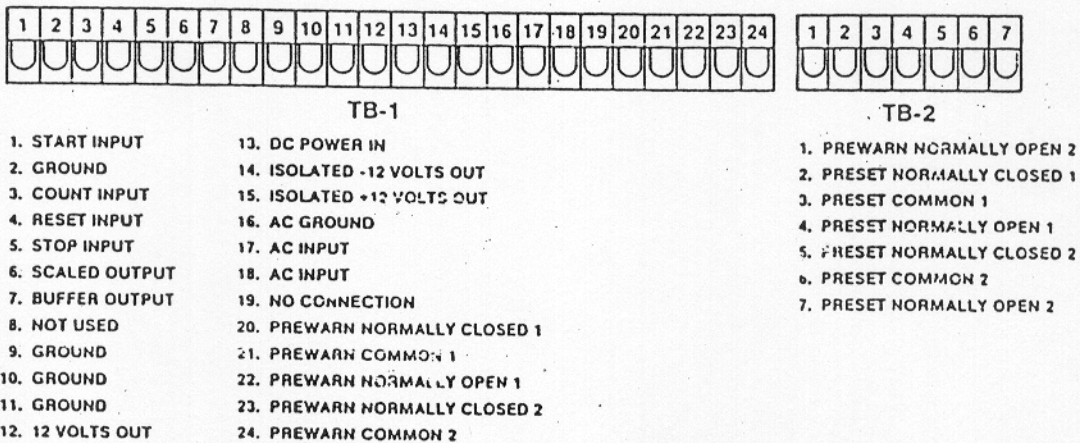 1 2 3 4 5 6 7 8 9 10 11 12 13 14 15 16 17 18 19 20 21 22 23 24
TB-1
1. START INPUT
2. GROUND
3. COUNT INPUT
4. RESET INPUT
5. STOP INPUT
6. SCALED OUTPUT
7. BUFFER OUTPUT
8. NOT USED
9. GROUND
10. GROUND
11. GROUND
12. 12 VOLTS OUT
13. DC POWER IN
14. ISOLATED -12 VOLTS OUT
15. ISOLATED +12 VOLTS OUT
16. AC GROUND
17. AC INPUT
18. AC INPUT
19. NO CONNECTION
20. PREWARN NORMALLY CLOSED 1
21. PREWARN COMMON 1
22. PREWARN NORMALLY OPEN 1
23. PREWARN NORMALLY CLOSED 2
24. PREWARN COMMON 2
1 2 3 4 5 6 7
TB-2
1. PREWARN NORMALLY OPEN 2
2. PRESET NORMALLY CLOSED 1
3. PRESET COMMON 1
4. PRESET NORMALLY OPEN 1
5. PRESET NORMALLY CLOSED 2
6. PRESET COMMON 2
7. PRESET NORMALLY OPEN 2